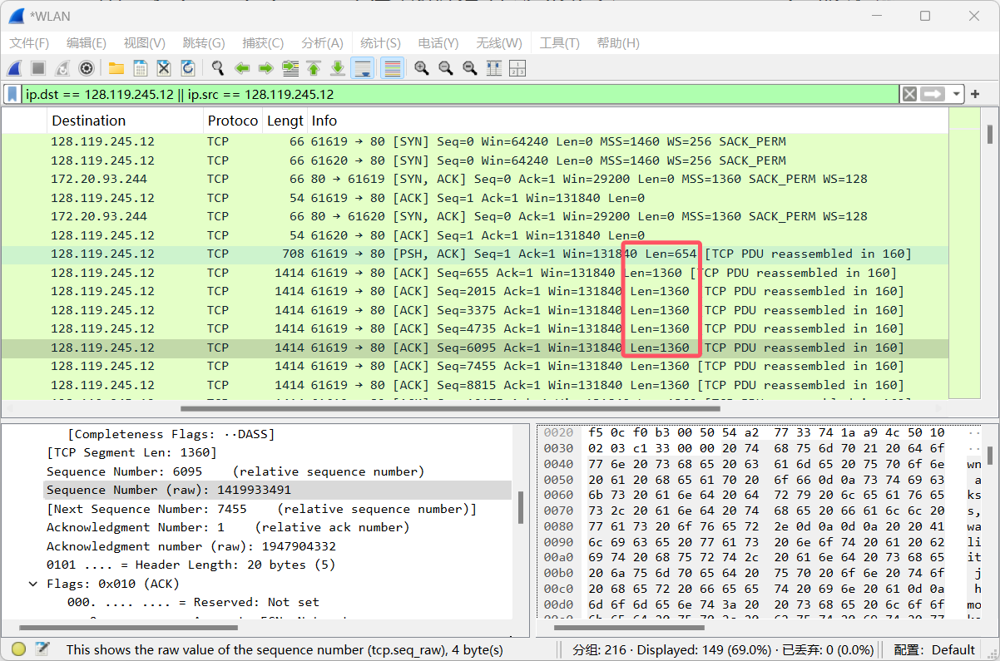 *WLAN
文件(F) 编辑(E) 视图(V) 跳转(G) 捕获(C) 分析(A) 统计(S) 电话(Y) 无线(W) 工具(T) 帮助(H)
ip.dst == 128.119.245.12 || ip.src == 128.119.245.12
Destination Protoco Lengt Info
128.119.245.12 TCP 66 61619 → 80 [SYN] Seq=0 Win=64240 Len=0 MSS=1460 WS=256 SACK_PERM
128.119.245.12 TCP 66 61620 → 80 [SYN] Seq=0 Win=64240 Len=0 MSS=1460 WS=256 SACK_PERM
172.20.93.244 TCP 66 80 → 61619 [SYN, ACK] Seq=0 Ack=1 Win=29200 Len=0 MSS=1360 SACK_PERM WS=128
128.119.245.12 TCP 54 61619 → 80 [ACK] Seq=1 Ack=1 Win=131840 Len=0
172.20.93.244 TCP 66 80 → 61620 [SYN, ACK] Seq=0 Ack=1 Win=29200 Len=0 MSS=1360 SACK_PERM WS=128
128.119.245.12 TCP 54 61620 → 80 [ACK] Seq=1 Ack=1 Win=131840 Len=0
128.119.245.12 TCP 708 61619 → 80 [PSH, ACK] Seq=1 Ack=1 Win=131840 Len=654 [TCP PDU reassembled in 160]
128.119.245.12 TCP 1414 61619 → 80 [ACK] Seq=655 Ack=1 Win=131840 Len=1360 [TCP PDU reassembled in 160]
128.119.245.12 TCP 1414 61619 → 80 [ACK] Seq=2015 Ack=1 Win=131840 Len=1360 [TCP PDU reassembled in 160]
128.119.245.12 TCP 1414 61619 → 80 [ACK] Seq=3375 Ack=1 Win=131840 Len=1360 [TCP PDU reassembled in 160]
128.119.245.12 TCP 1414 61619 → 80 [ACK] Seq=4735 Ack=1 Win=131840 Len=1360 [TCP PDU reassembled in 160]
128.119.245.12 TCP 1414 61619 → 80 [ACK] Seq=6095 Ack=1 Win=131840 Len=1360 [TCP PDU reassembled in 160]
128.119.245.12 TCP 1414 61619 → 80 [ACK] Seq=7455 Ack=1 Win=131840 Len=1360 [TCP PDU reassembled in 160]
128.119.245.12 TCP 1414 61619 → 80 [ACK] Seq=8815 Ack=1 Win=131840 Len=1360 [TCP PDU reassembled in 160]
[Completeness Flags: ··DASS]
[TCP Segment Len: 1360]
Sequence Number: 6095 (relative sequence number)
Sequence Number (raw): 1419933491
[Next Sequence Number: 7455 (relative sequence number)]
Acknowledgment Number: 1 (relative ack number)
Acknowledgment number (raw): 1947904332
0101 .... = Header Length: 20 bytes (5)
Flags: 0x010 (ACK)
000. .... .... = Reserved: Not set
0020 f5 0c f0 b3 00 50 54 a2 77 33 74 1a a9 4c 50 10 ··
0030 02 03 c1 33 00 00 20 74 68 75 6d 70 21 20 64 6f ··
0040 77 6e 20 73 68 65 20 63 61 6d 65 20 75 70 6f 6e wn
0050 20 61 20 68 65 61 70 20 6f 66 0d 0a 73 74 69 63 a
0060 6b 73 20 61 6e 64 20 64 72 79 20 6c 65 61 76 65 ks
0070 73 2c 20 61 6e 64 20 74 68 65 20 66 61 6c 6c 20 s,
0080 77 61 73 20 6f 76 65 72 2e 0d 0a 0d 0a 20 20 41 wa
0090 6c 69 63 65 20 77 61 73 20 6e 6f 74 20 61 20 62 li
00a0 69 74 20 68 75 72 74 2c 20 61 6e 64 20 73 68 65 it
00b0 20 6a 75 6d 70 65 64 20 75 70 20 6f 6e 20 74 6f j
00c0 20 68 65 72 20 66 65 65 74 20 69 6e 20 61 0d 0a h
00d0 6d 6f 6d 65 6e 74 3a 20 20 73 68 65 20 6c 6f 6f mo
This shows the raw value of the sequence number (tcp.seq_raw), 4 byte(s)
分组: 216 · Displayed: 149 (69.0%) · 已丢弃: 0 (0.0%)
配置: Default